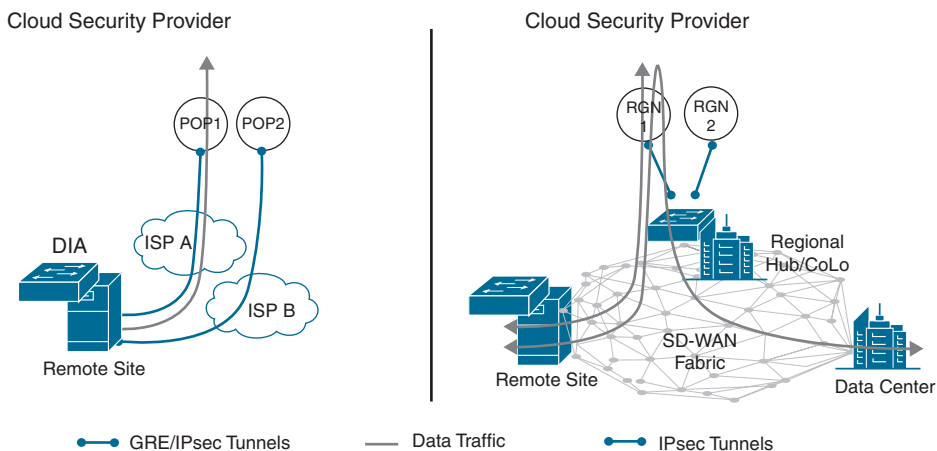 Cloud Security Provider
POP1
POP2
ISP A
DIA
ISP B
Remote Site
Cloud Security Provider
RGN
1
RGN
2
Regional
Hub/CoLo
SD-WAN
Fabric
Remote Site
Data Center
GRE/IPsec Tunnels
Data Traffic
IPsec Tunnels